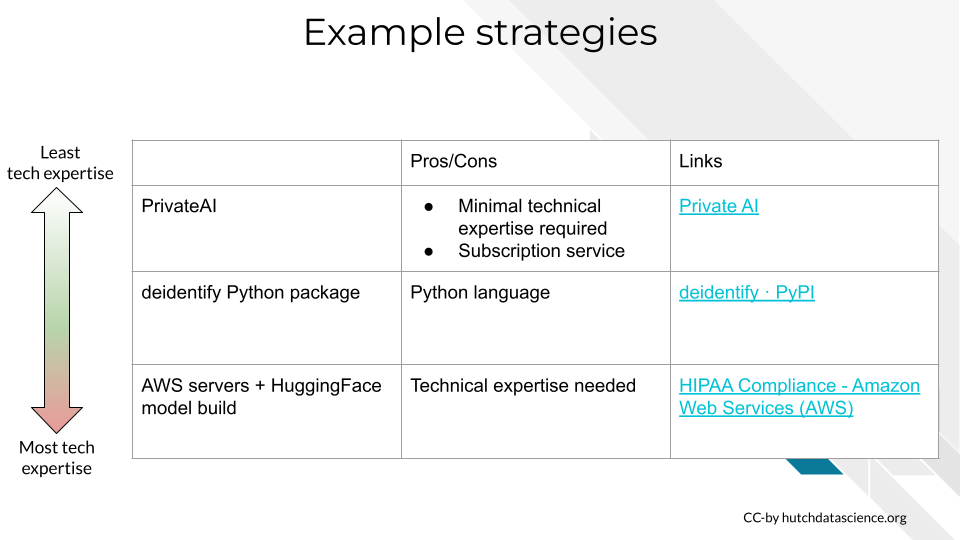 Example strategies
Least
tech expertise
Pros/Cons
Links
PrivateAI
● Minimal technical
expertise required
● Subscription service
Private AI
deidentify Python package
Python language
deidentify · PyPI
AWS servers + HuggingFace
model build
Technical expertise needed
HIPAA Compliance - Amazon
Web Services (AWS)
Most tech
expertise
CC-by hutchdatascience.org